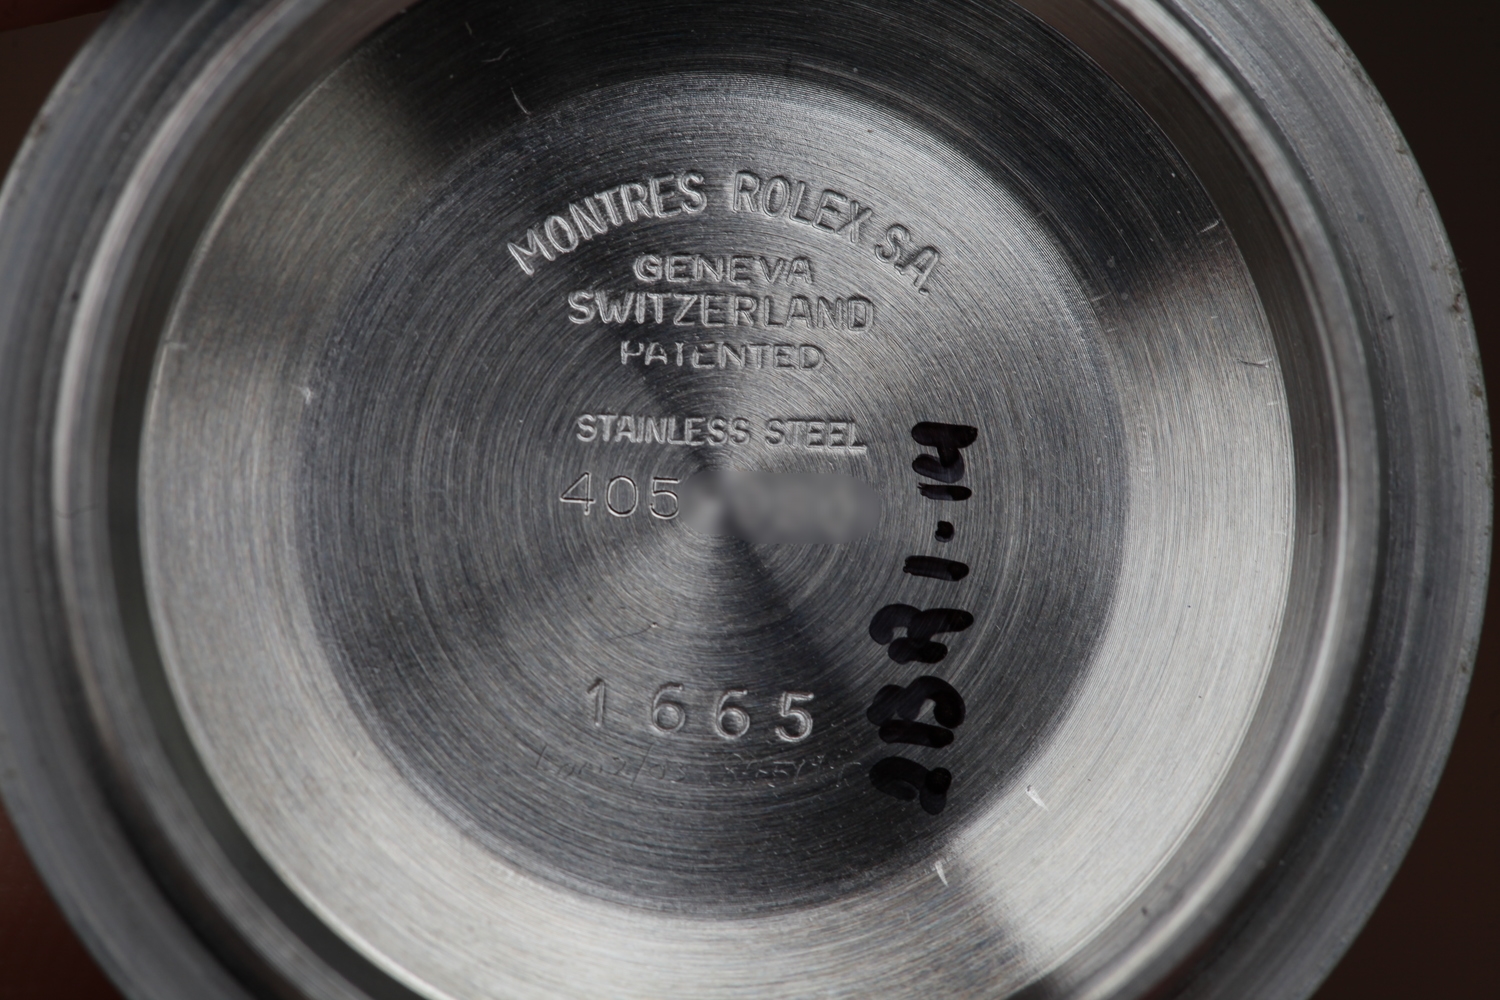 MONTRES ROLEX S.A.
GENEVA
SWITZERLAND
PATENTED
STAINLESS STEEL
405
1665